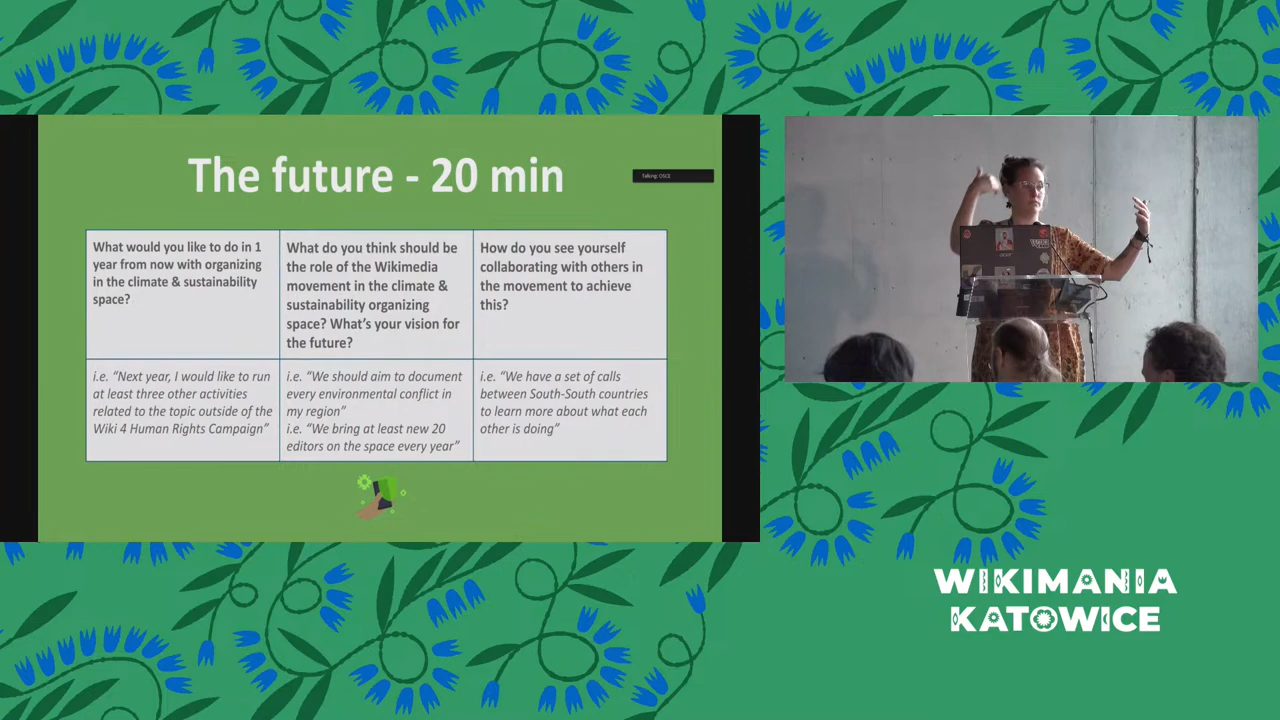 The future - 20 min
Talking: OSCE
What would you like to do in 1
year from now with organizing
in the climate & sustainability
space?
What do you think should be
the role of the Wikimedia
movement in the climate &
sustainability organizing
space? What's your vision for
the future?
How do you see yourself
collaborating with others in
the movement to achieve
this?
i.e. “Next year, I would like to run
at least three other activities
related to the topic outside of the
Wiki 4 Human Rights Campaign”
i.e. “We should aim to document
every environmental conflict in
my region”
i.e. “We bring at least new 20
editors on the space every year”
i.e. “We have a set of calls
between South-South countries
to learn more about what each
other is doing”
WIKIMANIA
KATOWICE